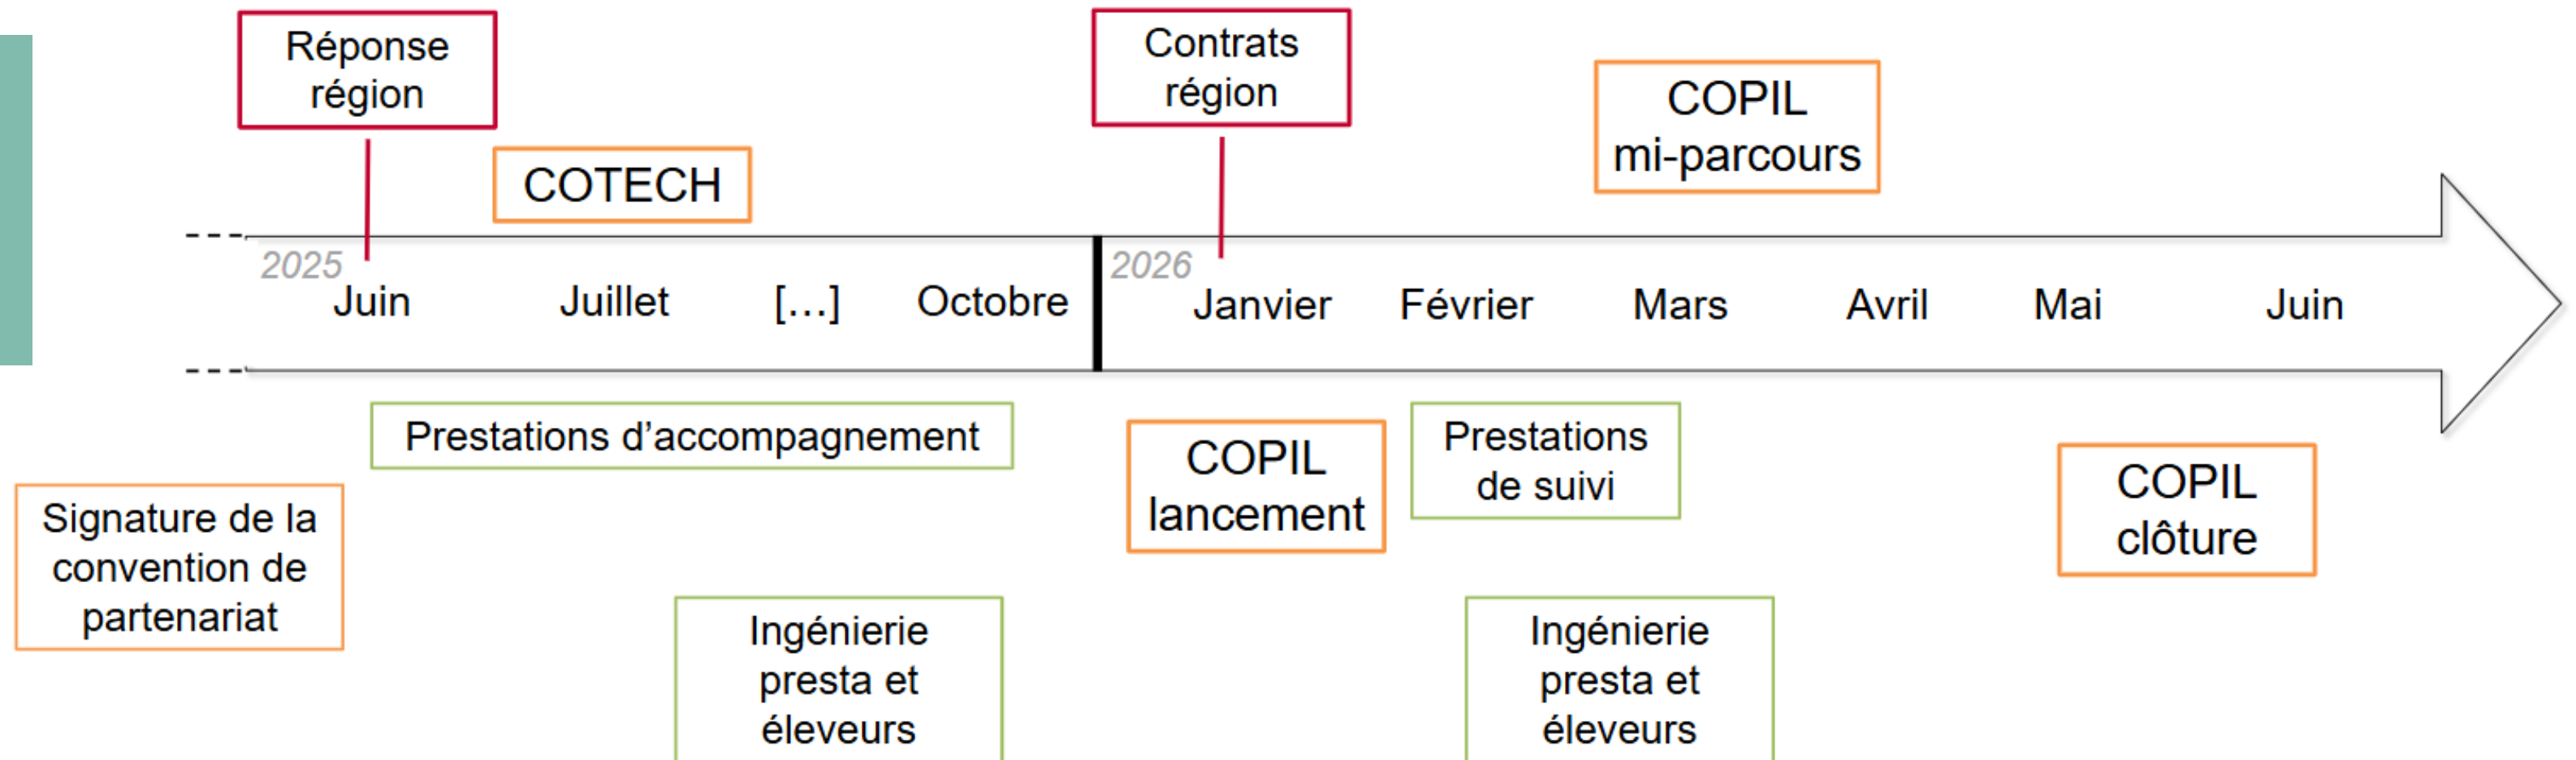 Réponse
région
Contrats
région
COPIL
mi-parcours
COTECH
2025
Juin
Juillet
[...]
Octobre
2026
Janvier
Février
Mars
Avril
Mai
Juin
Prestations d’accompagnement
Signature de la
convention de
partenariat
COPIL
lancement
Prestations
de suivi
COPIL
clôture
Ingénierie
presta et
éleveurs
Ingénierie
presta et
éleveurs